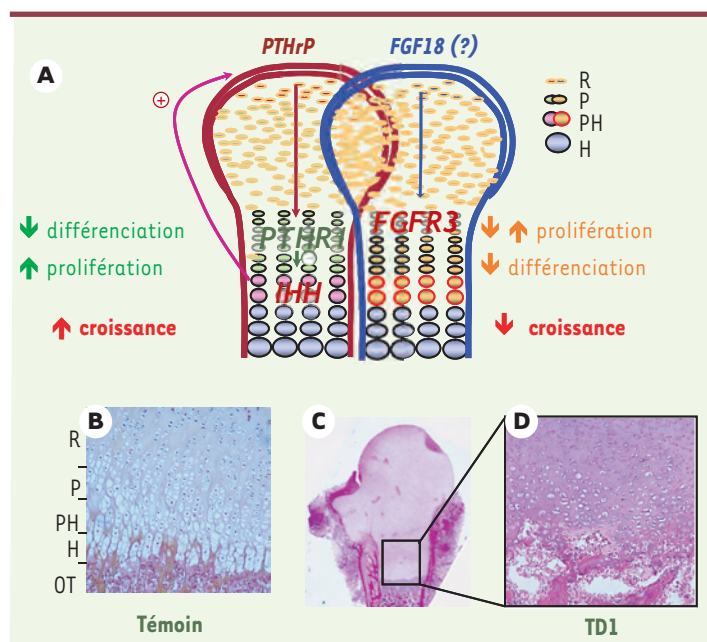 PTHrP
FGF18 (?)
A
+
R
P
PH
H
PTHR1
FGFR3
IHH
différenciation
prolifération
croissance
prolifération
différenciation
croissance
B
C
D
R
P
PH
H
OT
Témoin
TD1